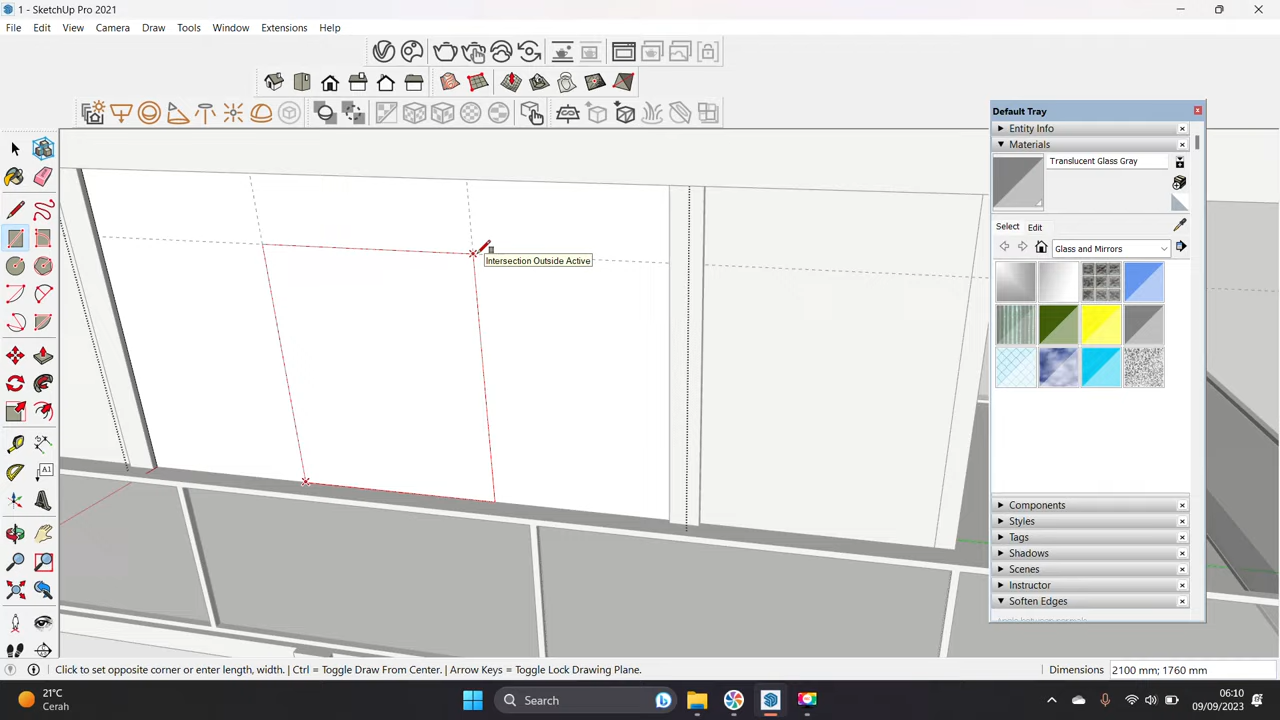 1 - SketchUp Pro 2021
File Edit View Camera Draw Tools Window Extensions Help
Default Tray
Entity Info
Materials
Translucent Glass Gray
Select Edit
Glass and Mirrors
Intersection Outside Active
A1
Components
Styles
Tags
Shadows
Scenes
Instructor
Soften Edges
Click to set opposite corner or enter length, width. | Ctrl = Toggle Draw From Center. | Arrow Keys = Toggle Lock Drawing Plane.
Dimensions 2100 mm; 1760 mm
21°C
Cerah
Search
06:10
09/09/2023